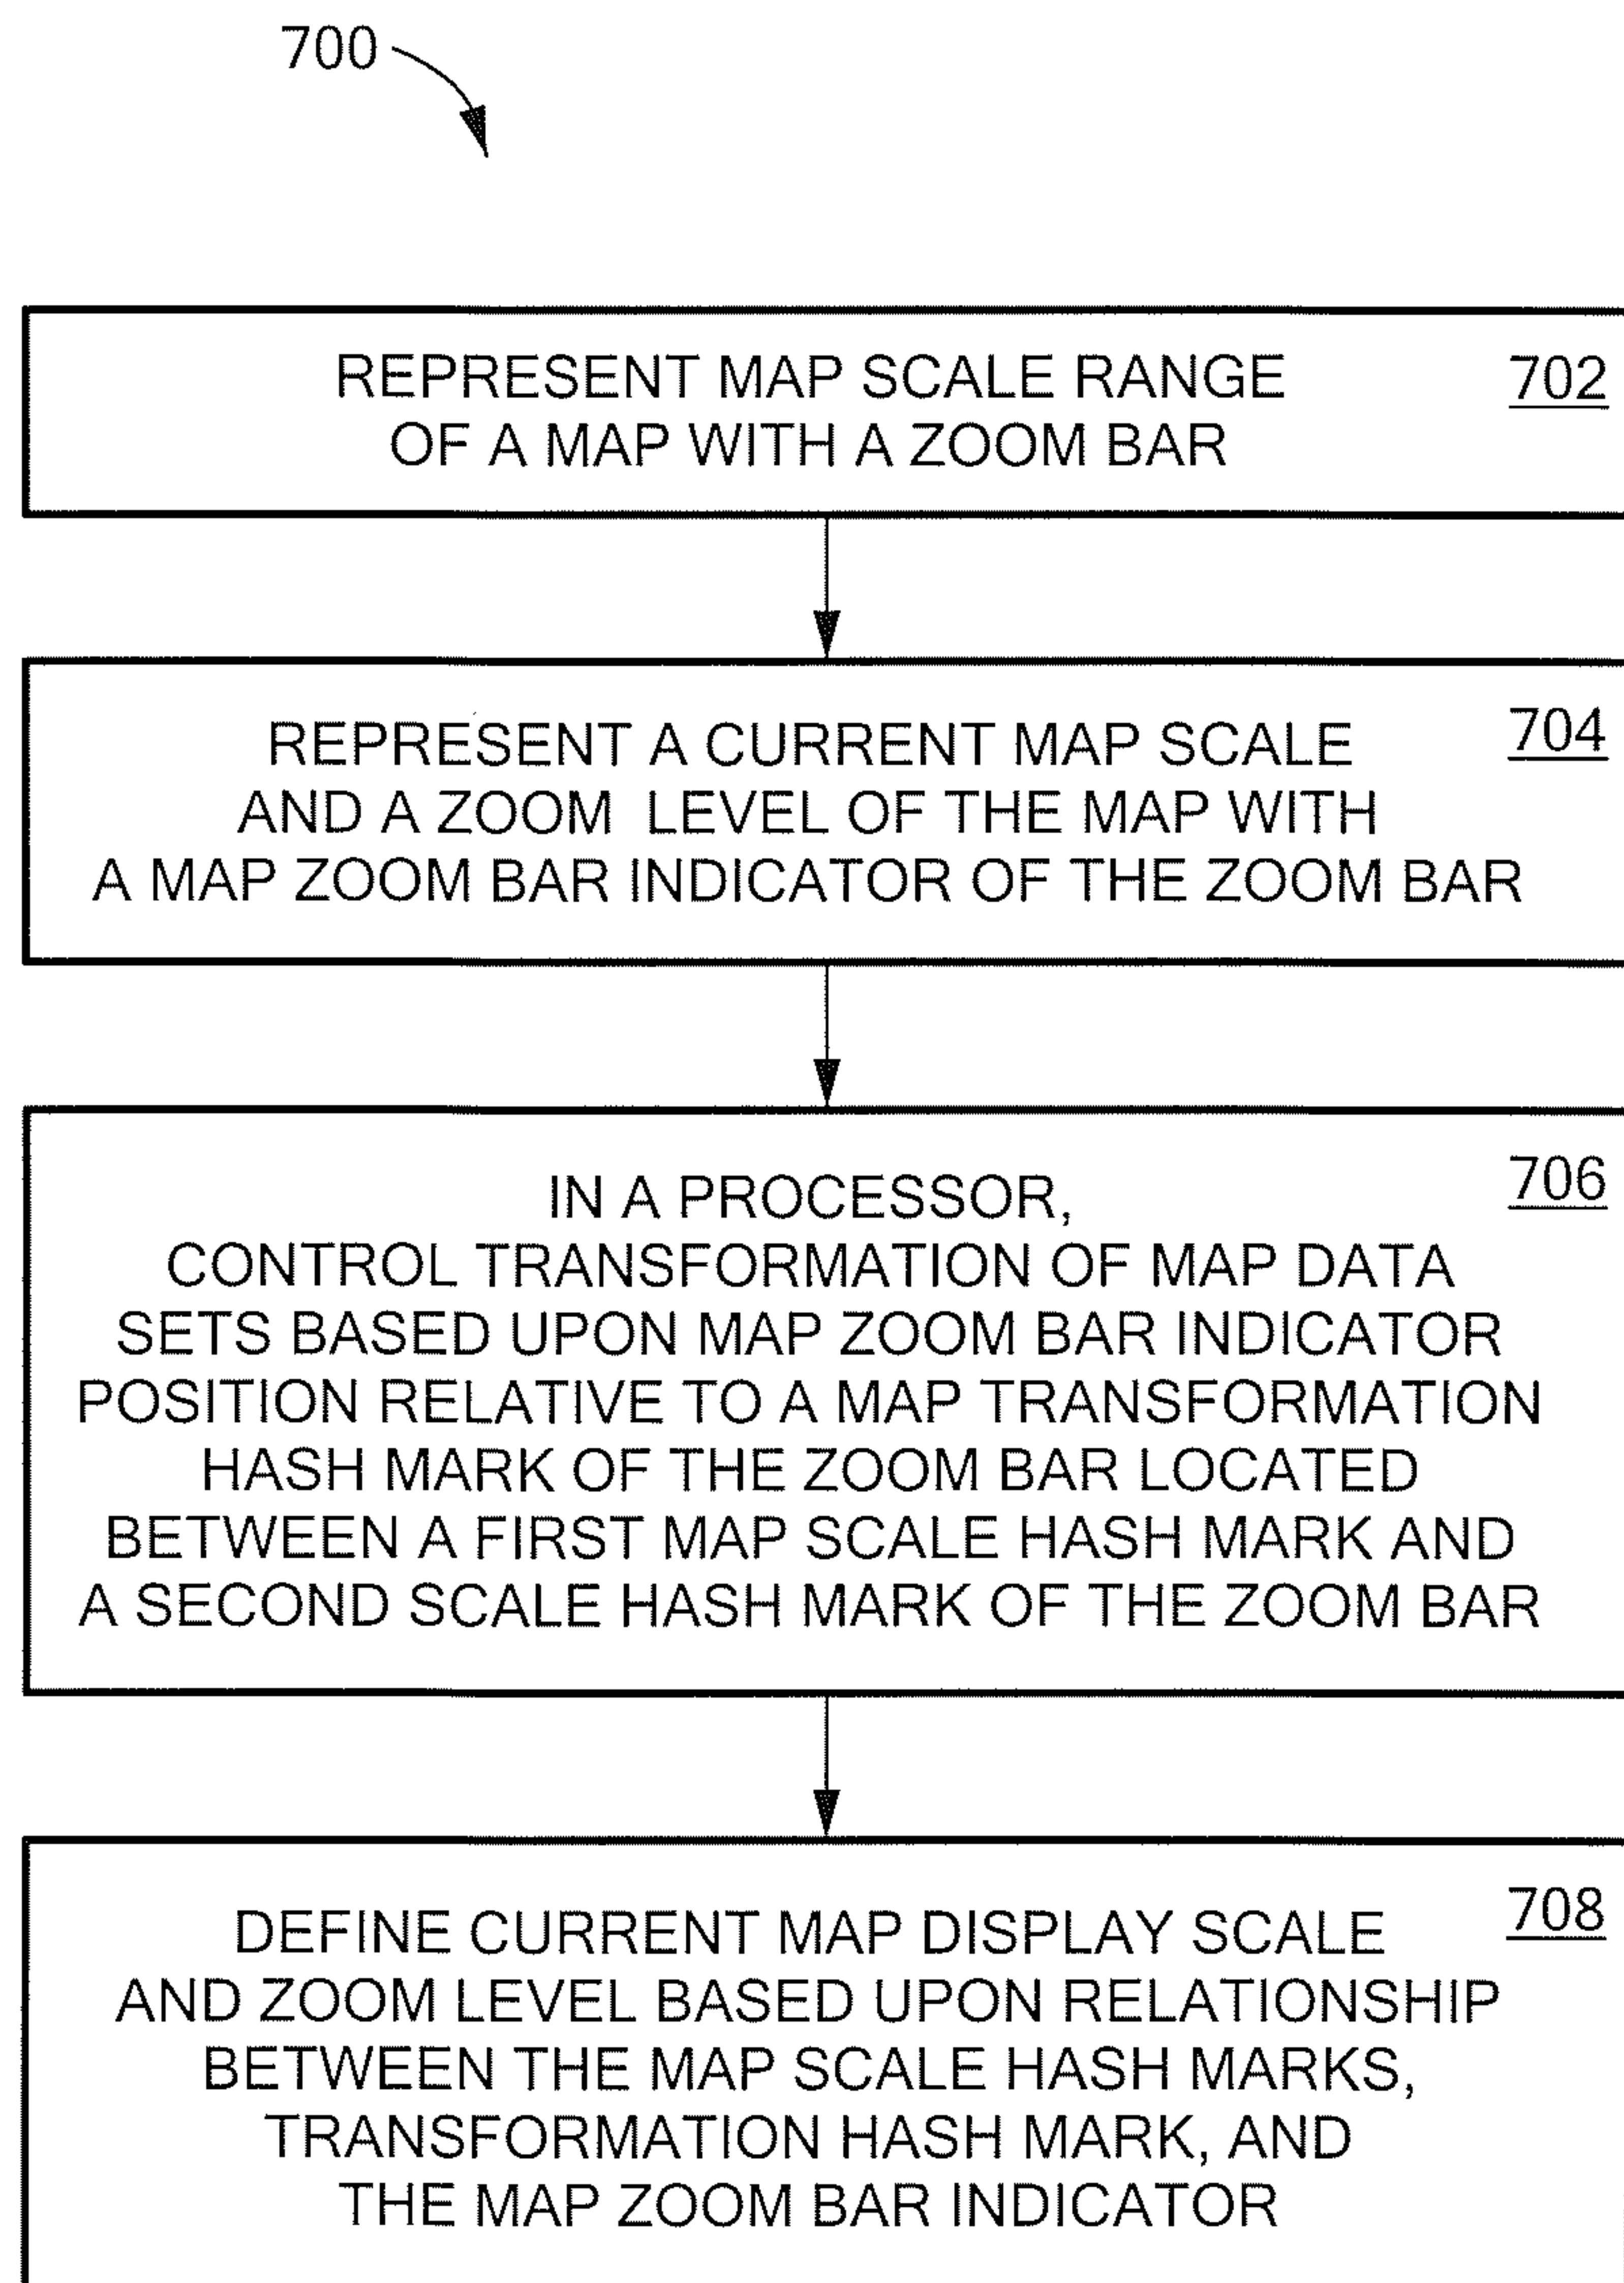 700
REPRESENT MAP SCALE RANGE
OF A MAP WITH A ZOOM BAR
702
REPRESENT A CURRENT MAP SCALE
AND A ZOOM LEVEL OF THE MAP WITH
A MAP ZOOM BAR INDICATOR OF THE ZOOM BAR
704
IN A PROCESSOR,
CONTROL TRANSFORMATION OF MAP DATA
SETS BASED UPON MAP ZOOM BAR INDICATOR
POSITION RELATIVE TO A MAP TRANSFORMATION
HASH MARK OF THE ZOOM BAR LOCATED
BETWEEN A FIRST MAP SCALE HASH MARK AND
A SECOND SCALE HASH MARK OF THE ZOOM BAR
706
DEFINE CURRENT MAP DISPLAY SCALE
AND ZOOM LEVEL BASED UPON RELATIONSHIP
BETWEEN THE MAP SCALE HASH MARKS,
TRANSFORMATION HASH MARK, AND
THE MAP ZOOM BAR INDICATOR
708